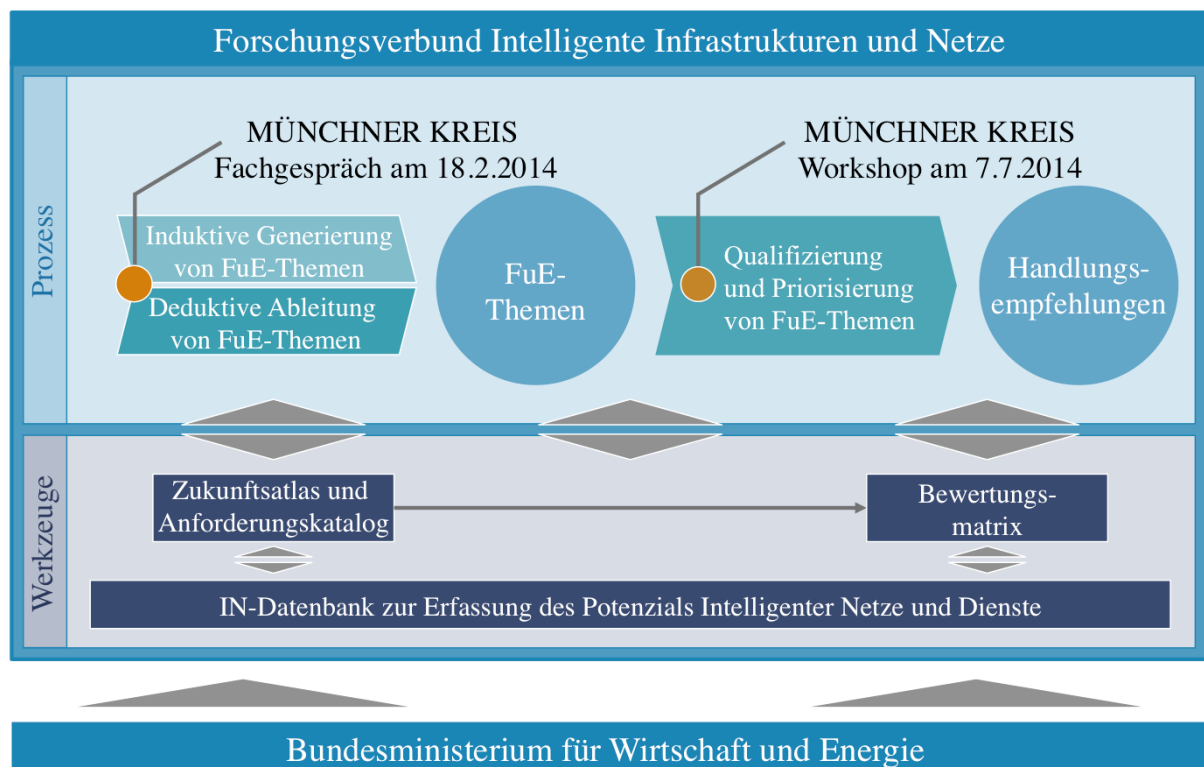 Forschungsverbund Intelligente Infrastrukturen und Netze
Prozess
MÜNCHNER KREIS
Fachgespräch am 18.2.2014
MÜNCHNER KREIS
Workshop am 7.7.2014
Induktive Generierung
von FuE-Themen
Deduktive Ableitung
von FuE-Themen
FuE-
Themen
Qualifizierung
und Priorisierung
von FuE-Themen
Handlungs-
empfehlungen
Werkzeuge
Zukunftsatlas und
Anforderungskatalog
Bewertungs-
matrix
IN-Datenbank zur Erfassung des Potenzials Intelligenter Netze und Dienste
Bundesministerium für Wirtschaft und Energie